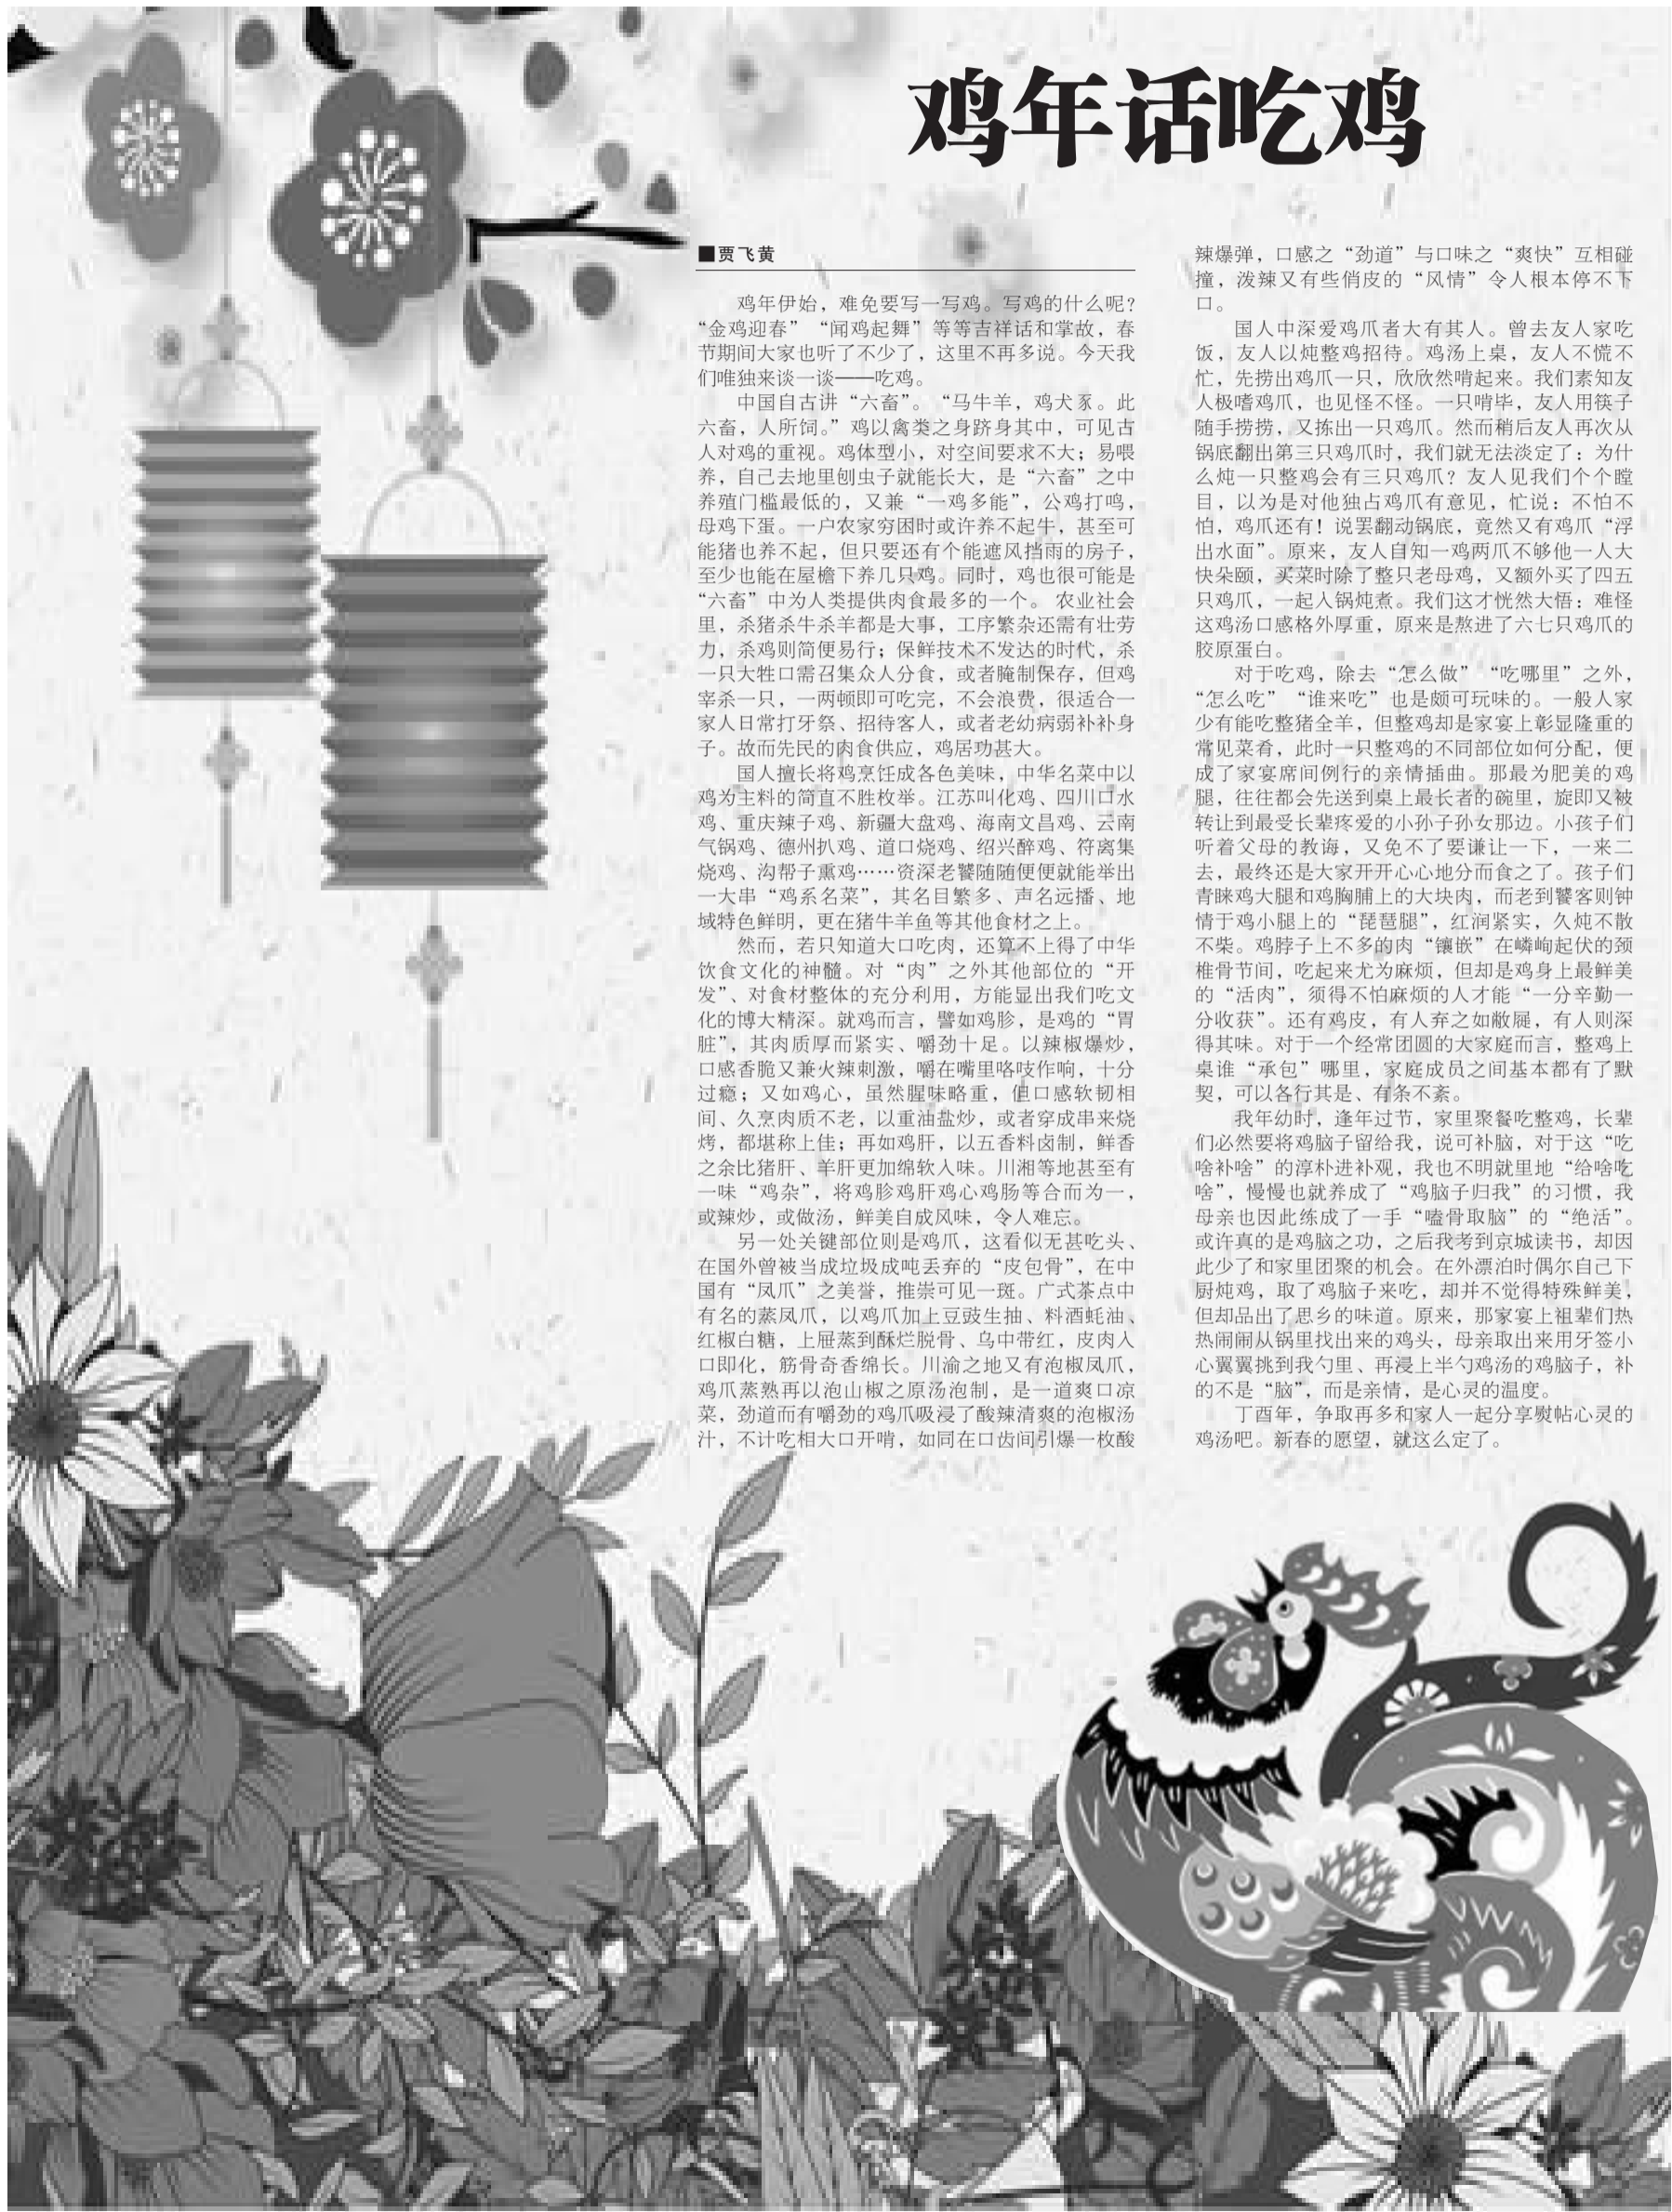 鸡年话吃鸡
■贾飞黄
鸡年伊始，难免要写一写鸡。写鸡的什么呢？
“金鸡迎春”“闻鸡起舞”等等吉祥话和掌故，春
节期间大家也听了不少了，这里不再多说。今天我
们唯独来谈一谈——吃鸡。
中国自古讲“六畜”。“马牛羊，鸡犬豕。此
六畜，人所饲。”鸡以禽类之身跻身其中，可见古
人对鸡的重视。鸡体型小，对空间要求不大；易喂
养，自己去地里刨虫子就能长大，是“六畜”之中
养殖门槛最低的，又兼“一鸡多能”，公鸡打鸣，
母鸡下蛋。一户农家穷困时或许养不起牛，甚至可
能猪也养不起，但只要还有个能遮风挡雨的房子，
至少也能在屋檐下养几只鸡。同时，鸡也很可能是
“六畜”中为人类提供肉食最多的一个。 农业社会
里，杀猪杀牛杀羊都是大事，工序繁杂还需有壮劳
力，杀鸡则简便易行；保鲜技术不发达的时代，杀
一只大牲口需召集众人分食，或者腌制保存，但鸡
宰杀一只，一两顿即可吃完，不会浪费，很适合一
家人日常打牙祭、招待客人，或者老幼病弱补补身
子。故而先民的肉食供应，鸡居功甚大。
国人擅长将鸡烹饪成各色美味，中华名菜中以
鸡为主料的简直不胜枚举。江苏叫化鸡、四川口水
鸡、重庆辣子鸡、新疆大盘鸡、海南文昌鸡、云南
气锅鸡、德州扒鸡、道口烧鸡、绍兴醉鸡、符离集
烧鸡、沟帮子熏鸡……资深老饕随随便便就能举出
一大串“鸡系名菜”，其名目繁多、声名远播、地
域特色鲜明，更在猪牛羊鱼等其他食材之上。
然而，若只知道大口吃肉，还算不上得了中华
饮食文化的神髓。对“肉”之外其他部位的“开
发”、对食材整体的充分利用，方能显出我们吃文
化的博大精深。就鸡而言，譬如鸡胗，是鸡的“胃
脏”，其肉质厚而紧实、嚼劲十足。以辣椒爆炒，
口感香脆又兼火辣刺激，嚼在嘴里咯吱作响，十分
过瘾；又如鸡心，虽然腥味略重，但口感软韧相
间、久烹肉质不老，以重油盐炒，或者穿成串来烧
烤，都堪称上佳；再如鸡肝，以五香料卤制，鲜香
之余比猪肝、羊肝更加绵软入味。川湘等地甚至有
一味“鸡杂”，将鸡胗鸡肝鸡心鸡肠等合而为一，
或辣炒，或做汤，鲜美自成风味，令人难忘。
另一处关键部位则是鸡爪，这看似无甚吃头、
在国外曾被当成垃圾成吨丢弃的“皮包骨”，在中
国有“凤爪”之美誉，推崇可见一斑。广式茶点中
有名的蒸凤爪，以鸡爪加上豆豉生抽、料酒蚝油、
红椒白糖，上屉蒸到酥烂脱骨、乌中带红，皮肉入
口即化，筋骨奇香绵长。川渝之地又有泡椒凤爪，
鸡爪蒸熟再以泡山椒之原汤泡制，是一道爽口凉
菜，劲道而有嚼劲的鸡爪吸浸了酸辣清爽的泡椒汤
汁，不计吃相大口开啃，如同在口齿间引爆一枚酸
辣爆弹，口感之“劲道”与口味之“爽快”互相碰
撞，泼辣又有些俏皮的“风情”令人根本停不下
口。
国人中深爱鸡爪者大有其人。曾去友人家吃
饭，友人以炖整鸡招待。鸡汤上桌，友人不慌不
忙，先捞出鸡爪一只，欣欣然啃起来。我们素知友
人极嗜鸡爪，也见怪不怪。一只啃毕，友人用筷子
随手捞捞，又拣出一只鸡爪。然而稍后友人再次从
锅底翻出第三只鸡爪时，我们就无法淡定了：为什
么炖一只整鸡会有三只鸡爪？友人见我们个个瞠
目，以为是对他独占鸡爪有意见，忙说：不怕不
怕，鸡爪还有！说罢翻动锅底，竟然又有鸡爪“浮
出水面”。原来，友人自知一鸡两爪不够他一人大
快朵颐，买菜时除了整只老母鸡，又额外买了四五
只鸡爪，一起入锅炖煮。我们这才恍然大悟：难怪
这鸡汤口感格外厚重，原来是熬进了六七只鸡爪的
胶原蛋白。
对于吃鸡，除去“怎么做”“吃哪里”之外，
“怎么吃”“谁来吃”也是颇可玩味的。一般人家
少有能吃整猪全羊，但整鸡却是家宴上彰显隆重的
常见菜肴，此时一只整鸡的不同部位如何分配，便
成了家宴席间例行的亲情插曲。那最为肥美的鸡
腿，往往都会先送到桌上最长者的碗里，旋即又被
转让到最受长辈疼爱的小孙子孙女那边。小孩子们
听着父母的教诲，又免不了要谦让一下，一来二
去，最终还是大家开开心心地分而食之了。孩子们
青睐鸡大腿和鸡胸脯上的大块肉，而老到饕客则钟
情于鸡小腿上的“琵琶腿”，红润紧实，久炖不散
不柴。鸡脖子上不多的肉“镶嵌”在嶙峋起伏的颈
椎骨节间，吃起来尤为麻烦，但却是鸡身上最鲜美
的“活肉”，须得不怕麻烦的人才能“一分辛勤一
分收获”。还有鸡皮，有人弃之如敝屣，有人则深
得其味。对于一个经常团圆的大家庭而言，整鸡上
桌谁“承包”哪里，家庭成员之间基本都有了默
契，可以各行其是、有条不紊。
我年幼时，逢年过节，家里聚餐吃整鸡，长辈
们必然要将鸡脑子留给我，说可补脑，对于这“吃
啥补啥”的淳朴进补观，我也不明就里地“给啥吃
啥”，慢慢也就养成了“鸡脑子归我”的习惯，我
母亲也因此练成了一手“嗑骨取脑”的“绝活”。
或许真的是鸡脑之功，之后我考到京城读书，却因
此少了和家里团聚的机会。在外漂泊时偶尔自己下
厨炖鸡，取了鸡脑子来吃，却并不觉得特殊鲜美，
但却品出了思乡的味道。原来，那家宴上祖辈们热
热闹闹从锅里找出来的鸡头，母亲取出来用牙签小
心翼翼挑到我勺里、再浸上半勺鸡汤的鸡脑子，补
的不是“脑”，而是亲情，是心灵的温度。
丁酉年，争取再多和家人一起分享熨帖心灵的
鸡汤吧。新春的愿望，就这么定了。